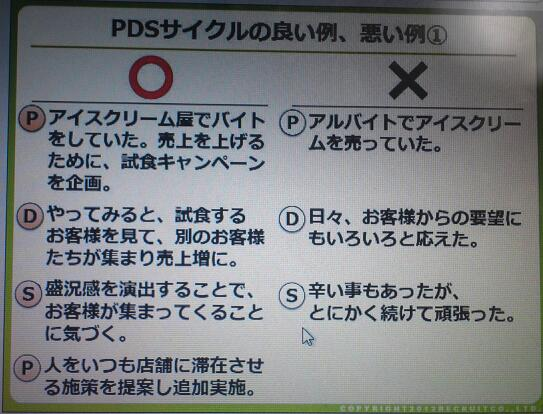 PDSサイクルの良い例、悪い例①
P アイスクリーム屋でバイト
をしていた。売上を上げる
ために、試食キャンペーン
を企画。
D やってみると、試食する
お客様を見て、別のお客様
たちが集まり売上増に。
S 盛況感を演出することで、
お客様が集まってくること
に気づく。
P 人をいつも店舗に滞在させ
る施策を提案し追加実施。
P アルバイトでアイスクリー
ムを売っていた。
D 日々、お客様からの要望に
もいろいろと応えた。
S 辛い事もあったが、
とにかく続けて頑張った。
COPYRIGHT2012RECRUITCO.,LTD.